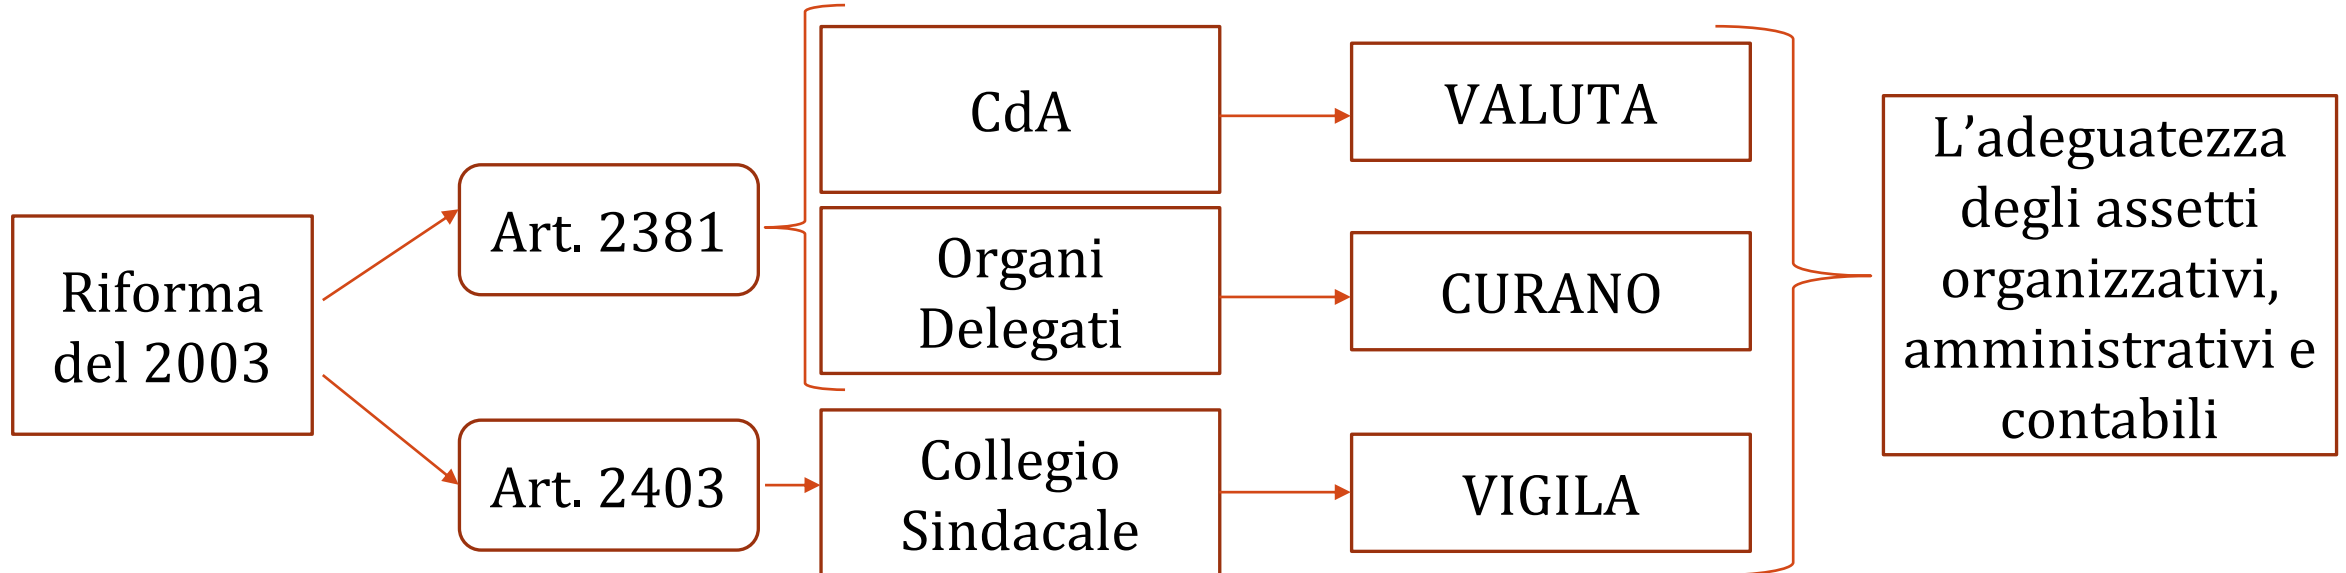 Riforma
del 2003
Art. 2381
Art. 2403
CdA
Organi
Delegati
Collegio
Sindacale
VALUTA
CURANO
VIGILA
L’adeguatezza
degli assetti
organizzativi,
amministrativi e
contabili